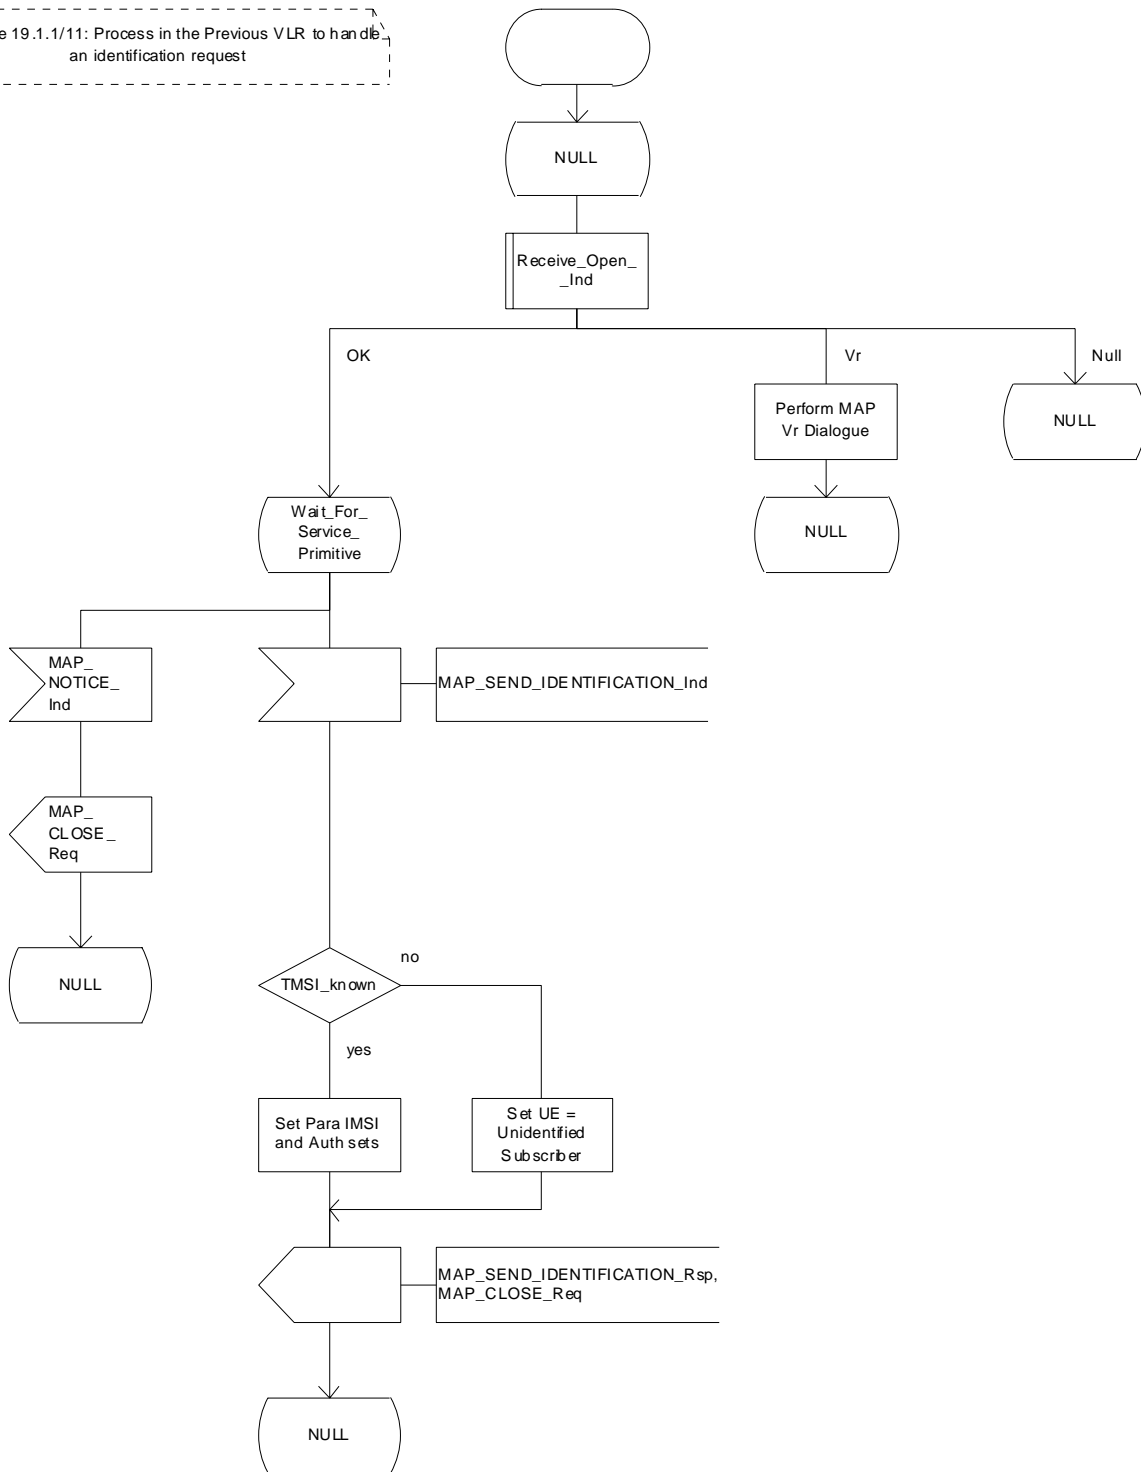 e 19.1.1/11: Process in the Previous VLR to handle
an identification request
NULL
Receive_Open_
_Ind
OK
Vr
Null
Perform MAP
Vr Dialogue
NULL
NULL
Wait_For_
Service_
Primitive
MAP_
NOTICE_
Ind
MAP_SEND_IDENTIFICATION_Ind
MAP_
CLOSE_
Req
NULL
TMSI_known
no
yes
Set Para IMSI
and Auth sets
Set UE =
Unidentified
Subscriber
MAP_SEND_IDENTIFICATION_Rsp,
MAP_CLOSE_Req
NULL